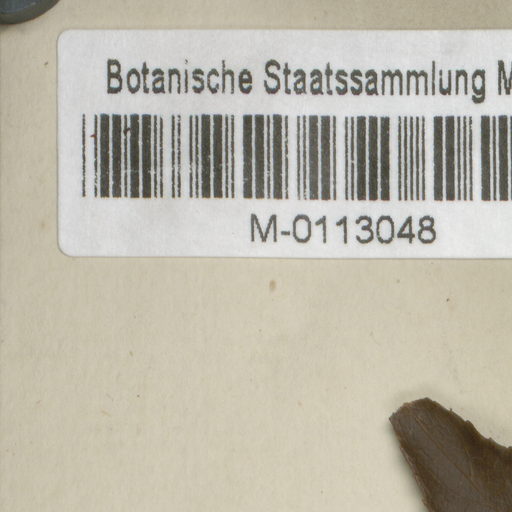 Botanische Staatssammlung M
M-0113048